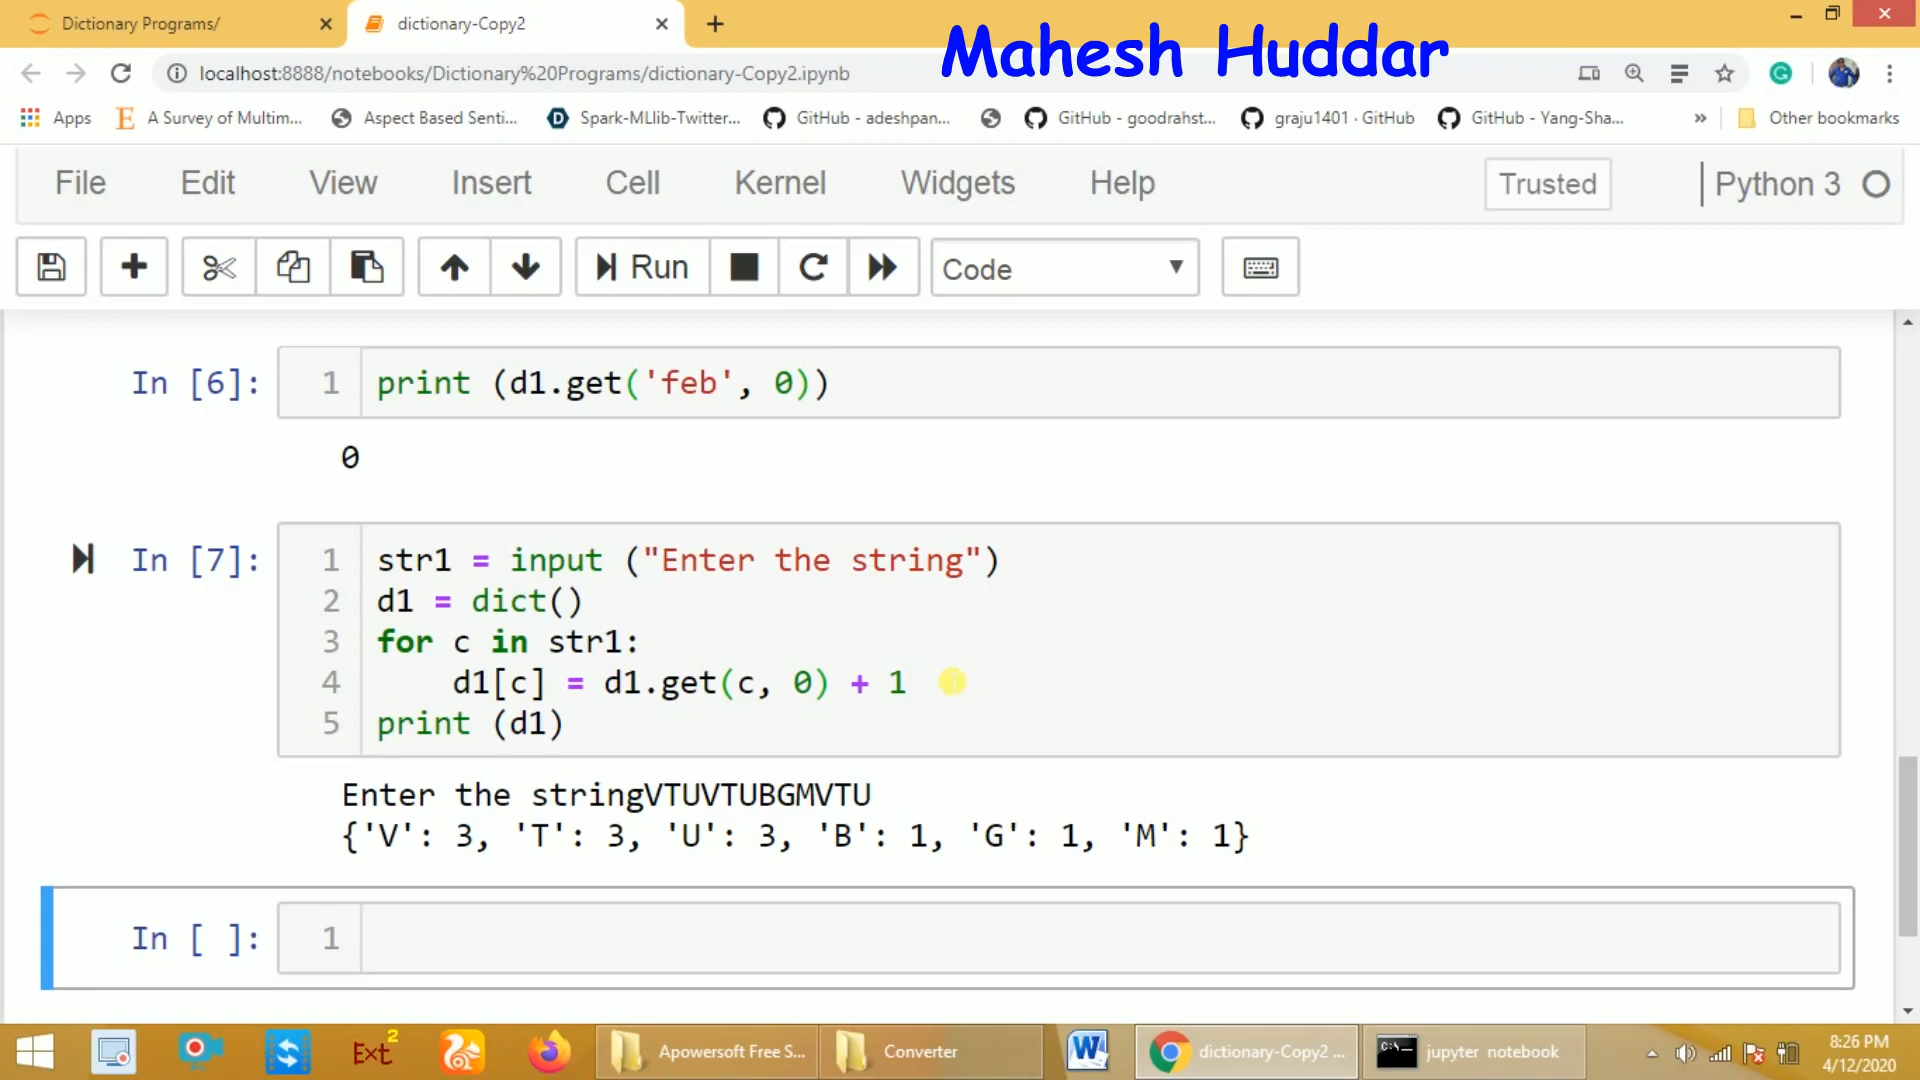 Dictionary Programs/
dictionary-Copy2
Mahesh Huddar
localhost:8888/notebooks/Dictionary%20Programs/dictionary-Copy2.ipynb
Apps
A Survey of Multim...
Aspect Based Senti...
Spark-MLlib-Twitter...
GitHub - adeshpan...
GitHub - goodrahst...
graju1401 · GitHub
GitHub - Yang-Sha...
»
Other bookmarks
File Edit View Insert Cell Kernel Widgets Help
Trusted
Python 3
Run
Code
In [6]:
1 print (d1.get('feb', 0))
0
In [7]:
1 str1 = input ("Enter the string")
2 d1 = dict()
3 for c in str1:
4     d1[c] = d1.get(c, 0) + 1
5 print (d1)
Enter the stringVTUVTUBGMVTU
{'V': 3, 'T': 3, 'U': 3, 'B': 1, 'G': 1, 'M': 1}
In [ ]:
1
Ext2
Apowersoft Free S...
Converter
dictionary-Copy2 ...
C:\_
jupyter notebook
8:26 PM
4/12/2020